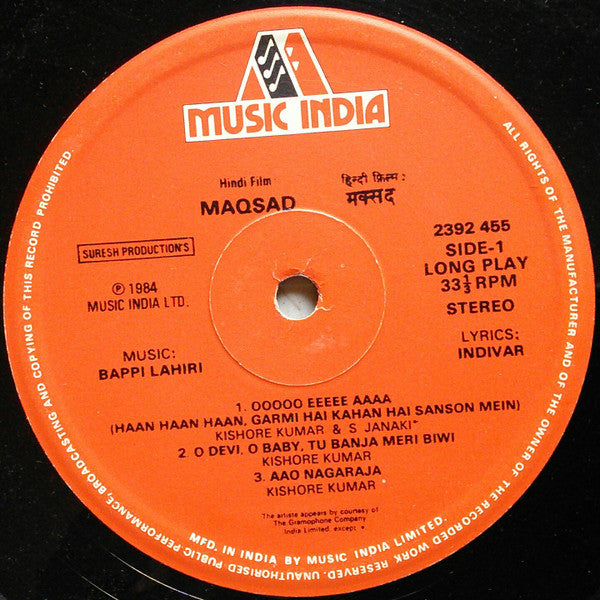 MUSIC INDIA
Hindi Film
हिन्दी फ़िल्म :
MAQSAD
मक्सद
SURESH PRODUCTION'S
℗ 1984
MUSIC INDIA LTD.
2392 455
SIDE-1
LONG PLAY
33⅓ RPM
STEREO
MUSIC:
BAPPI LAHIRI
LYRICS:
INDIVAR
1. OOOOO EEEEE AAAA
(HAAN HAAN HAAN, GARMI HAI KAHAN HAI SANSON MEIN)
KISHORE KUMAR & S JANAKI*
2. O DEVI, O BABY, TU BANJA MERI BIWI
KISHORE KUMAR
3. AAO NAGARAJA
KISHORE KUMAR
The artiste appears by courtesy of
The Gramophone Company
India Limited. except *
MFD. IN INDIA BY MUSIC INDIA LIMITED.
ALL RIGHTS OF THE MANUFACTURER AND OF THE OWNER OF THE RECORDED WORK RESERVED. UNAUTHORISED PUBLIC PERFORMANCE, BROADCASTING AND COPYING OF THIS RECORD PROHIBITED.